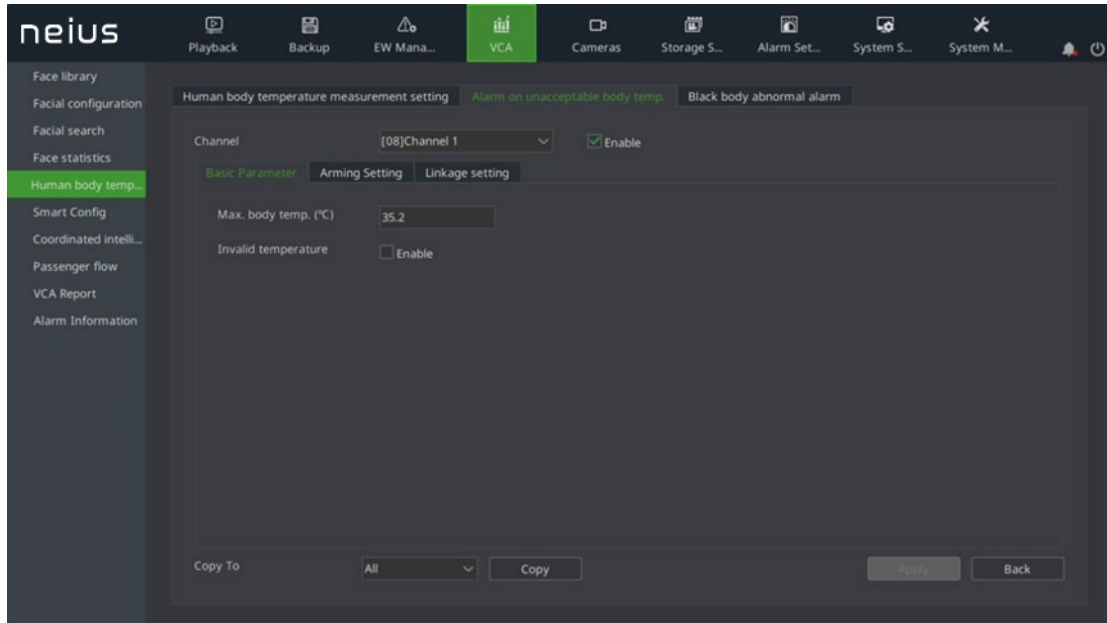 neius
Playback Backup EW Mana... VCA Cameras Storage S... Alarm Set... System S... System M...
Face library
Facial configuration
Facial search
Face statistics
Human body temp...
Smart Config
Coordinated intelli...
Passenger flow
VCA Report
Alarm Information
Human body temperature measurement setting Alarm on unacceptable body temp. Black body abnormal alarm
Channel [08]Channel 1 Enable
Basic Parameter Arming Setting Linkage setting
Max. body temp. (℃) 35.2
Invalid temperature Enable
Copy To All Copy Apply Back